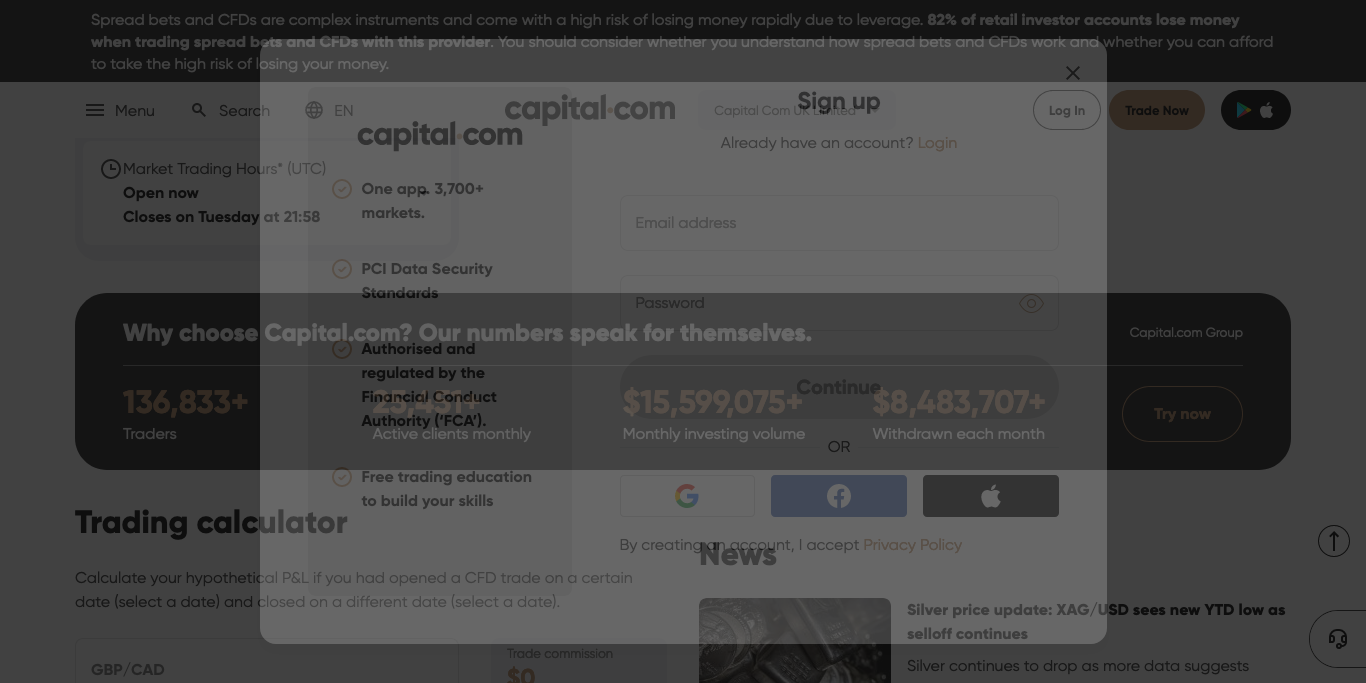 Spread bets and CFDs are complex instruments and come with a high risk of losing money rapidly due to leverage. 82% of retail investor accounts lose money
when trading spread bets and CFDs with this provider. You should consider whether you understand how spread bets and CFDs work and whether you can afford
to take the high risk of losing your money.
Menu
Search
EN
capital.com
Capital Com UK Limited
Log In
Trade Now
Market Trading Hours* (UTC)
Open now
Closes on Tuesday at 21:58
capital.com
One app. 3,700+
markets.
PCI Data Security
Standards
Authorised and
regulated by the
Financial Conduct
Authority ('FCA').
Free trading education
to build your skills
Sign up
Already have an account? Login
Email address
Password
Continue
OR
By creating an account, I accept Privacy Policy
Why choose Capital.com? Our numbers speak for themselves.
Capital.com Group
136,833+
Traders
Active clients monthly
$15,599,075+
Monthly investing volume
$8,483,707+
Withdrawn each month
Try now
Trading calculator
Calculate your hypothetical P&L if you had opened a CFD trade on a certain
date (select a date) and closed on a different date (select a date).
GBP/CAD
Trade commission
$0
News
Silver price update: XAG/USD sees new YTD low as
selloff continues
Silver continues to drop as more data suggests